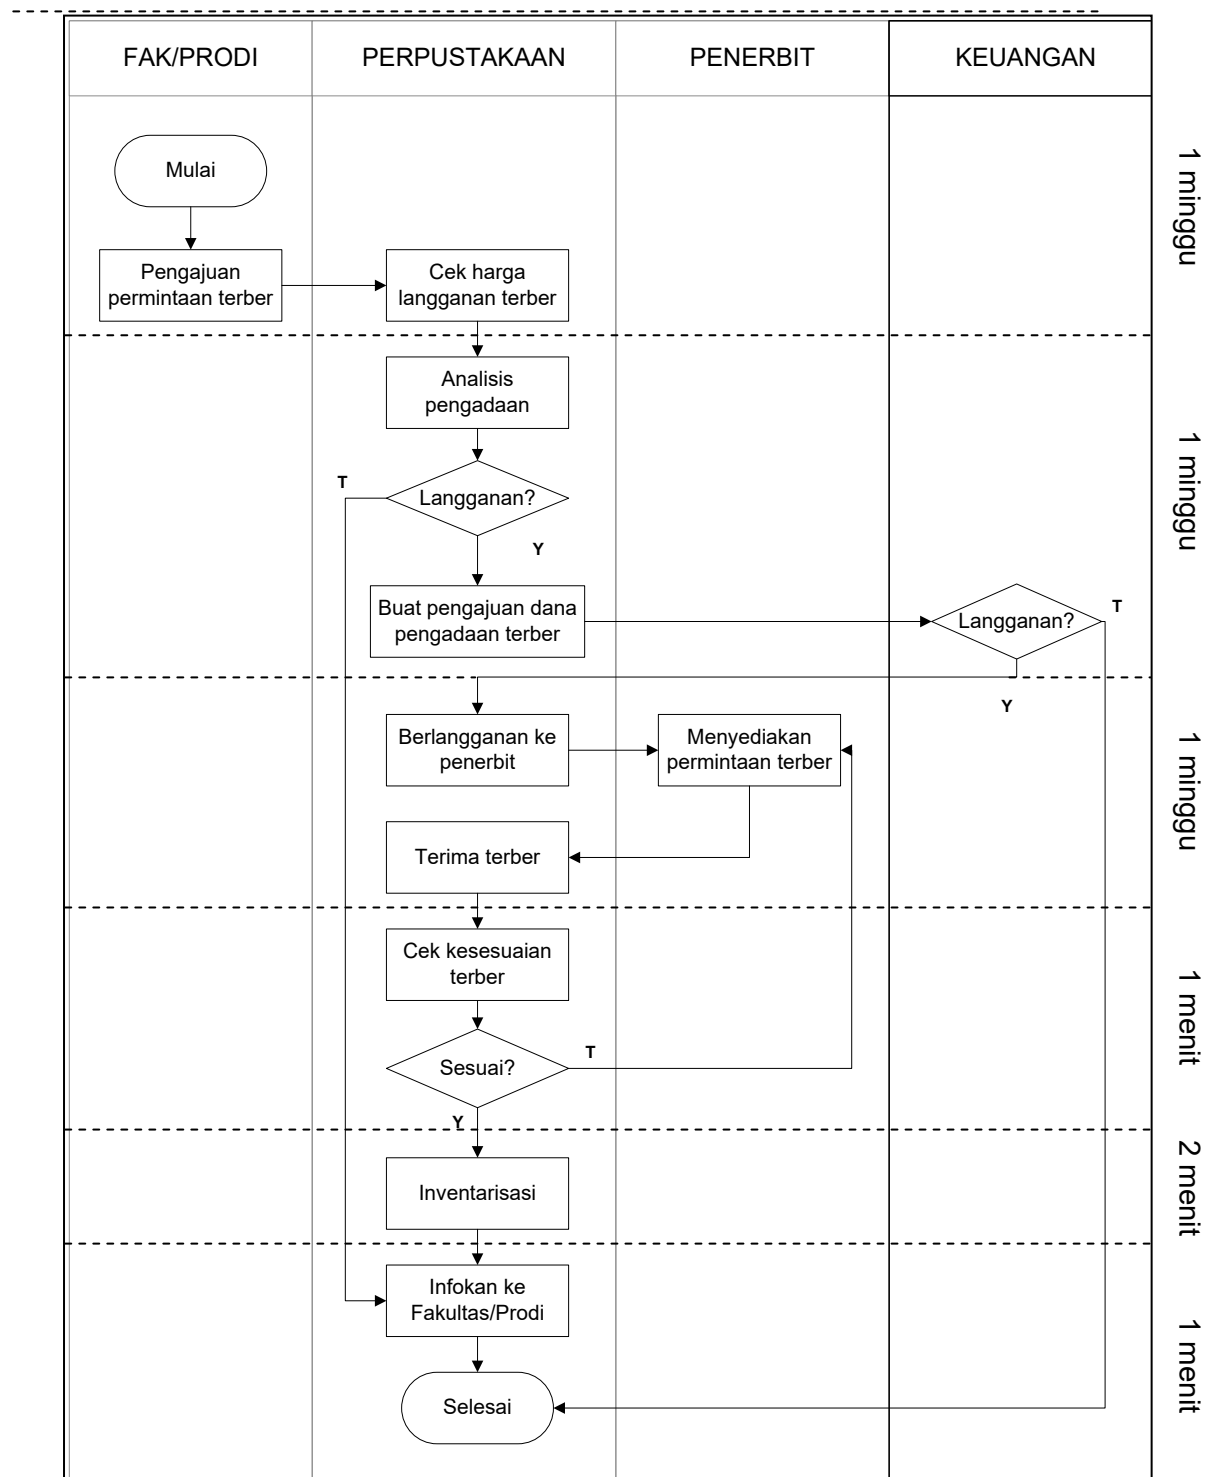 FAK/PRODI
PERPUSTAKAAN
PENERBIT
KEUANGAN
Mulai
1 minggu
Pengajuan
permintaan terber
Cek harga
langganan terber
Analisis
pengadaan
1 minggu
T
Langganan?
Y
Buat pengajuan dana
pengadaan terber
Langganan?
T
Y
Berlangganan ke
penerbit
Menyediakan
permintaan terber
1 minggu
Terima terber
Cek kesesuaian
terber
1 menit
Sesuai?
T
Y
Inventarisasi
2 menit
Infokan ke
Fakultas/Prodi
1 menit
Selesai